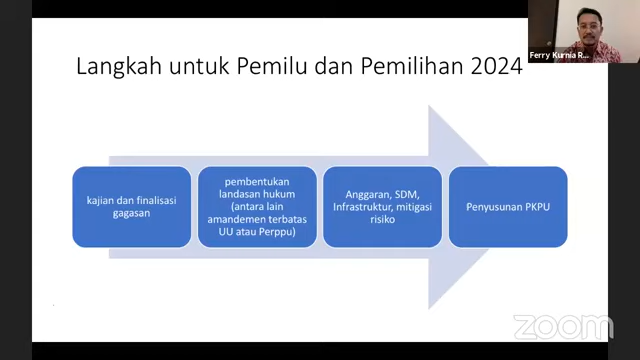 Langkah untuk Pemilu dan Pemilihan 2024
Ferry Kurnia R...
kajian dan finalisasi
gagasan
pembentukan
landasan hukum
(antara lain
amandemen terbatas
UU atau Perppu)
Anggaran, SDM,
Infrastruktur, mitigasi
risiko
Penyusunan PKPU
zoom